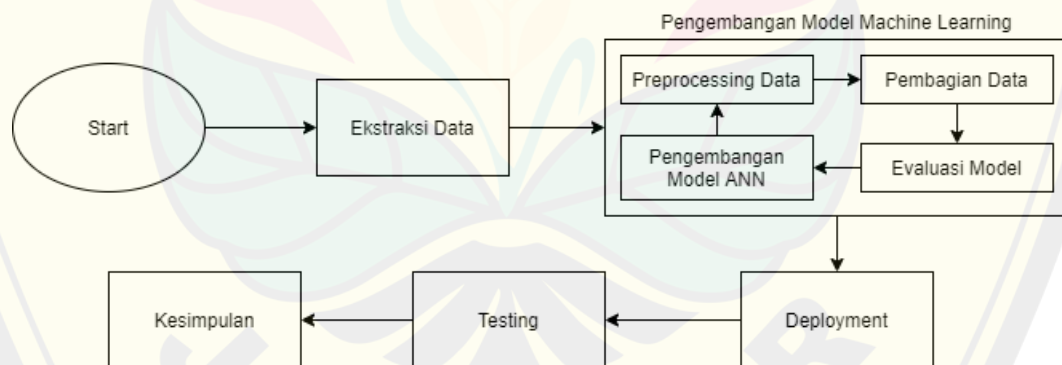 Pengembangan Model Machine Learning
Start
Ekstraksi Data
Preprocessing Data
Pembagian Data
Evaluasi Model
Pengembangan
Model ANN
Deployment
Testing
Kesimpulan